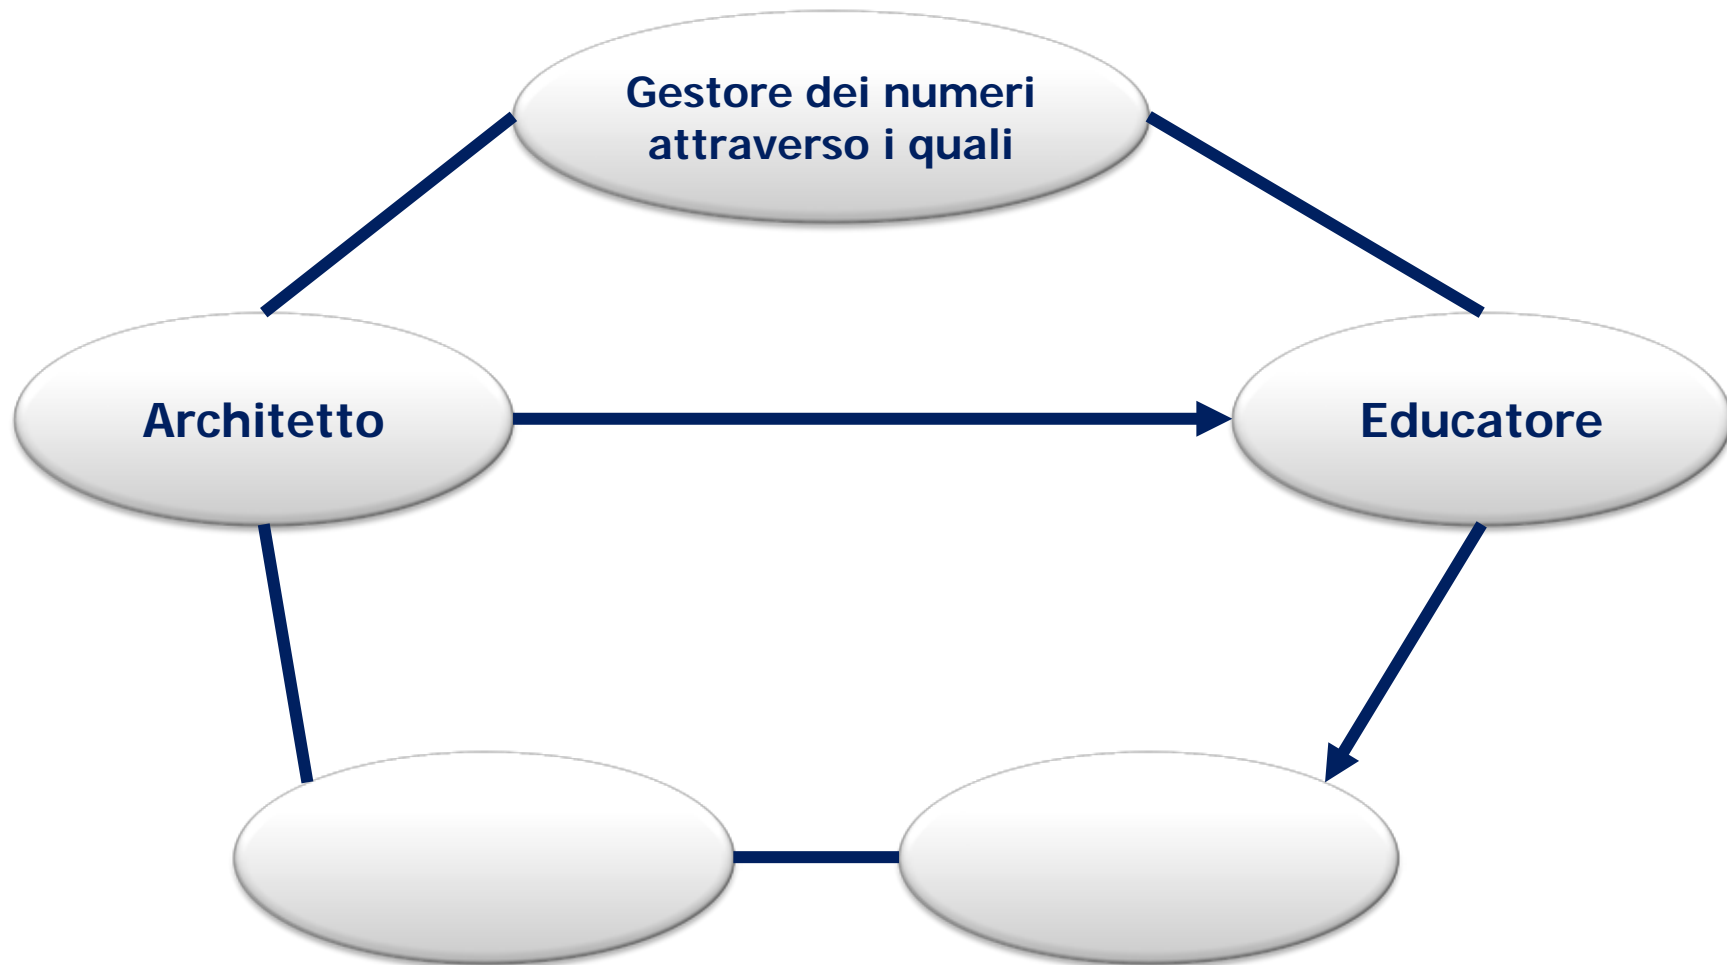 Gestore dei numeri
attraverso i quali
Architetto
Educatore